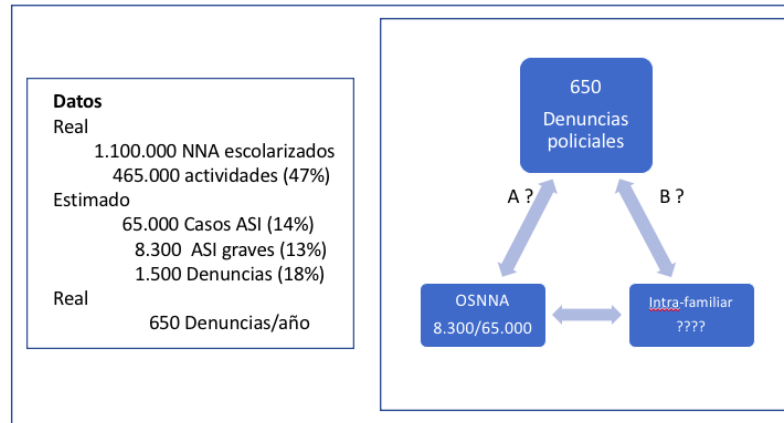 Datos
Real
1.100.000 NNA escolarizados
465.000 actividades (47%)
Estimado
65.000 Casos ASI (14%)
8.300 ASI graves (13%)
1.500 Denuncias (18%)
Real
650 Denuncias/año
650
Denuncias
policiales
A ?
B ?
OSNNA
8.300/65.000
Intra-familiar
????